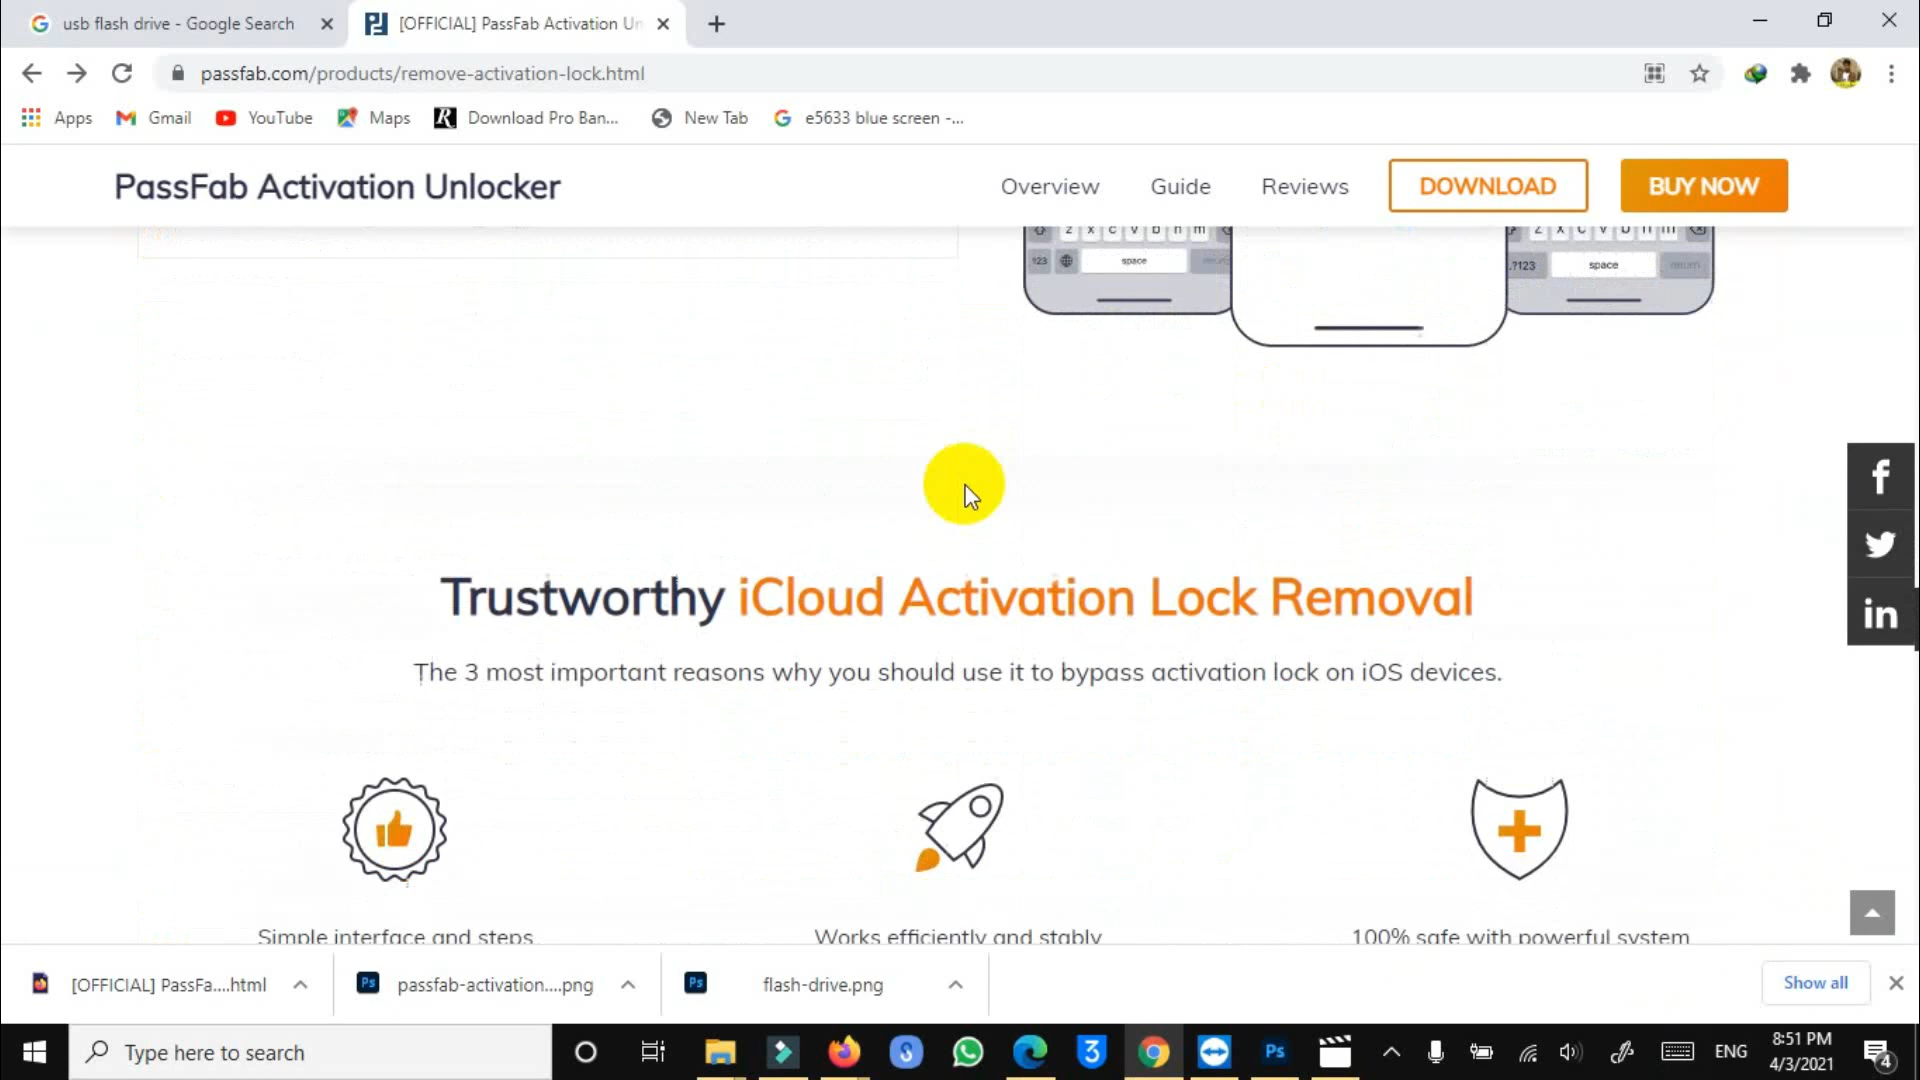 usb flash drive - Google Search
[OFFICIAL] PassFab Activation Un
passfab.com/products/remove-activation-lock.html
Apps
Gmail
YouTube
Maps
Download Pro Ban...
New Tab
e5633 blue screen -...
PassFab Activation Unlocker
Overview
Guide
Reviews
DOWNLOAD
BUY NOW
z x c v b n m
123
space
return
z x c v b n m
.?123
space
return
Trustworthy iCloud Activation Lock Removal
The 3 most important reasons why you should use it to bypass activation lock on iOS devices.
Simple interface and steps
Works efficiently and stably
100% safe with powerful system
[OFFICIAL] PassFa....html
passfab-activation....png
flash-drive.png
Show all
Type here to search
ENG
8:51 PM
4/3/2021
4